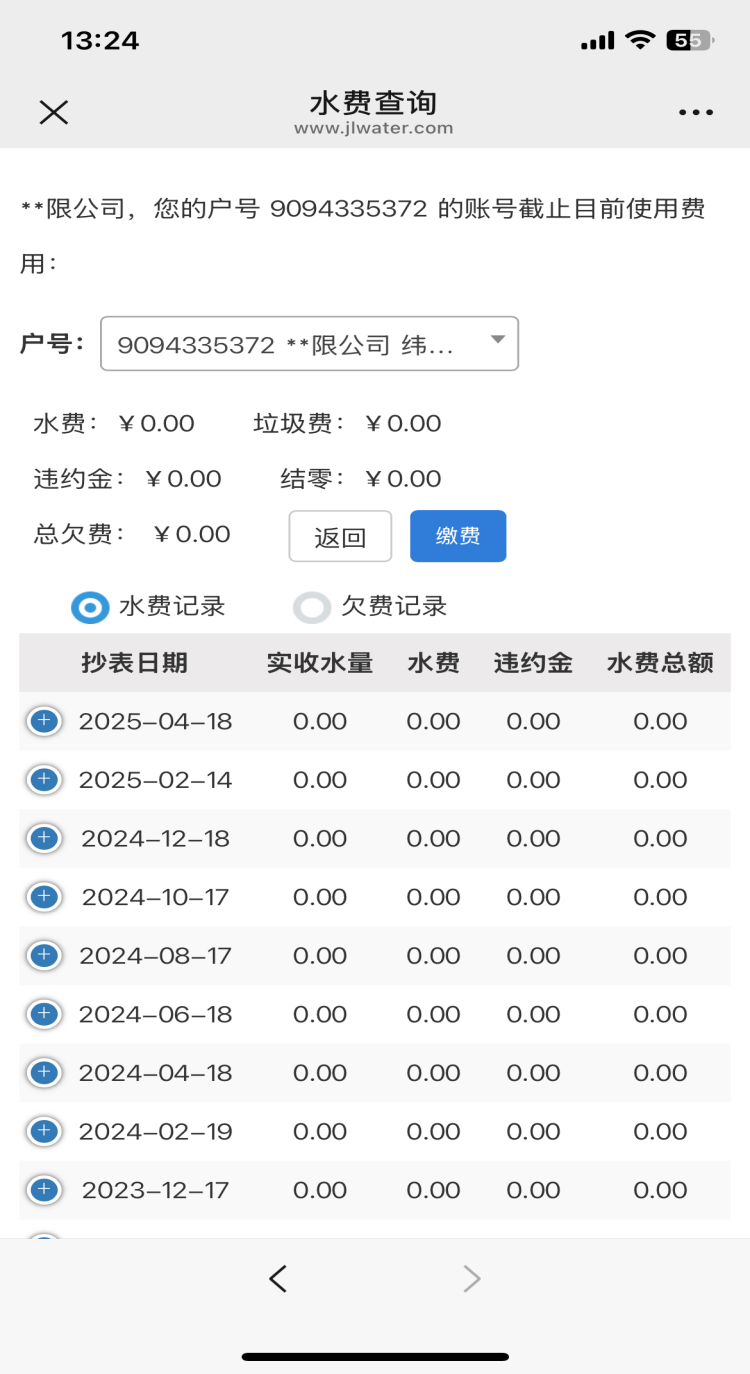 13:24
55
水费查询
www.jlwater.com
**限公司，您的户号 9094335372 的账号截止目前使用费
用：
户号： 9094335372 **限公司 纬...
水费： ￥0.00 垃圾费： ￥0.00
违约金： ￥0.00 结零： ￥0.00
总欠费： ￥0.00 返回 缴费
水费记录 欠费记录
抄表日期 实收水量 水费 违约金 水费总额
2025-04-18 0.00 0.00 0.00 0.00
2025-02-14 0.00 0.00 0.00 0.00
2024-12-18 0.00 0.00 0.00 0.00
2024-10-17 0.00 0.00 0.00 0.00
2024-08-17 0.00 0.00 0.00 0.00
2024-06-18 0.00 0.00 0.00 0.00
2024-04-18 0.00 0.00 0.00 0.00
2024-02-19 0.00 0.00 0.00 0.00
2023-12-17 0.00 0.00 0.00 0.00